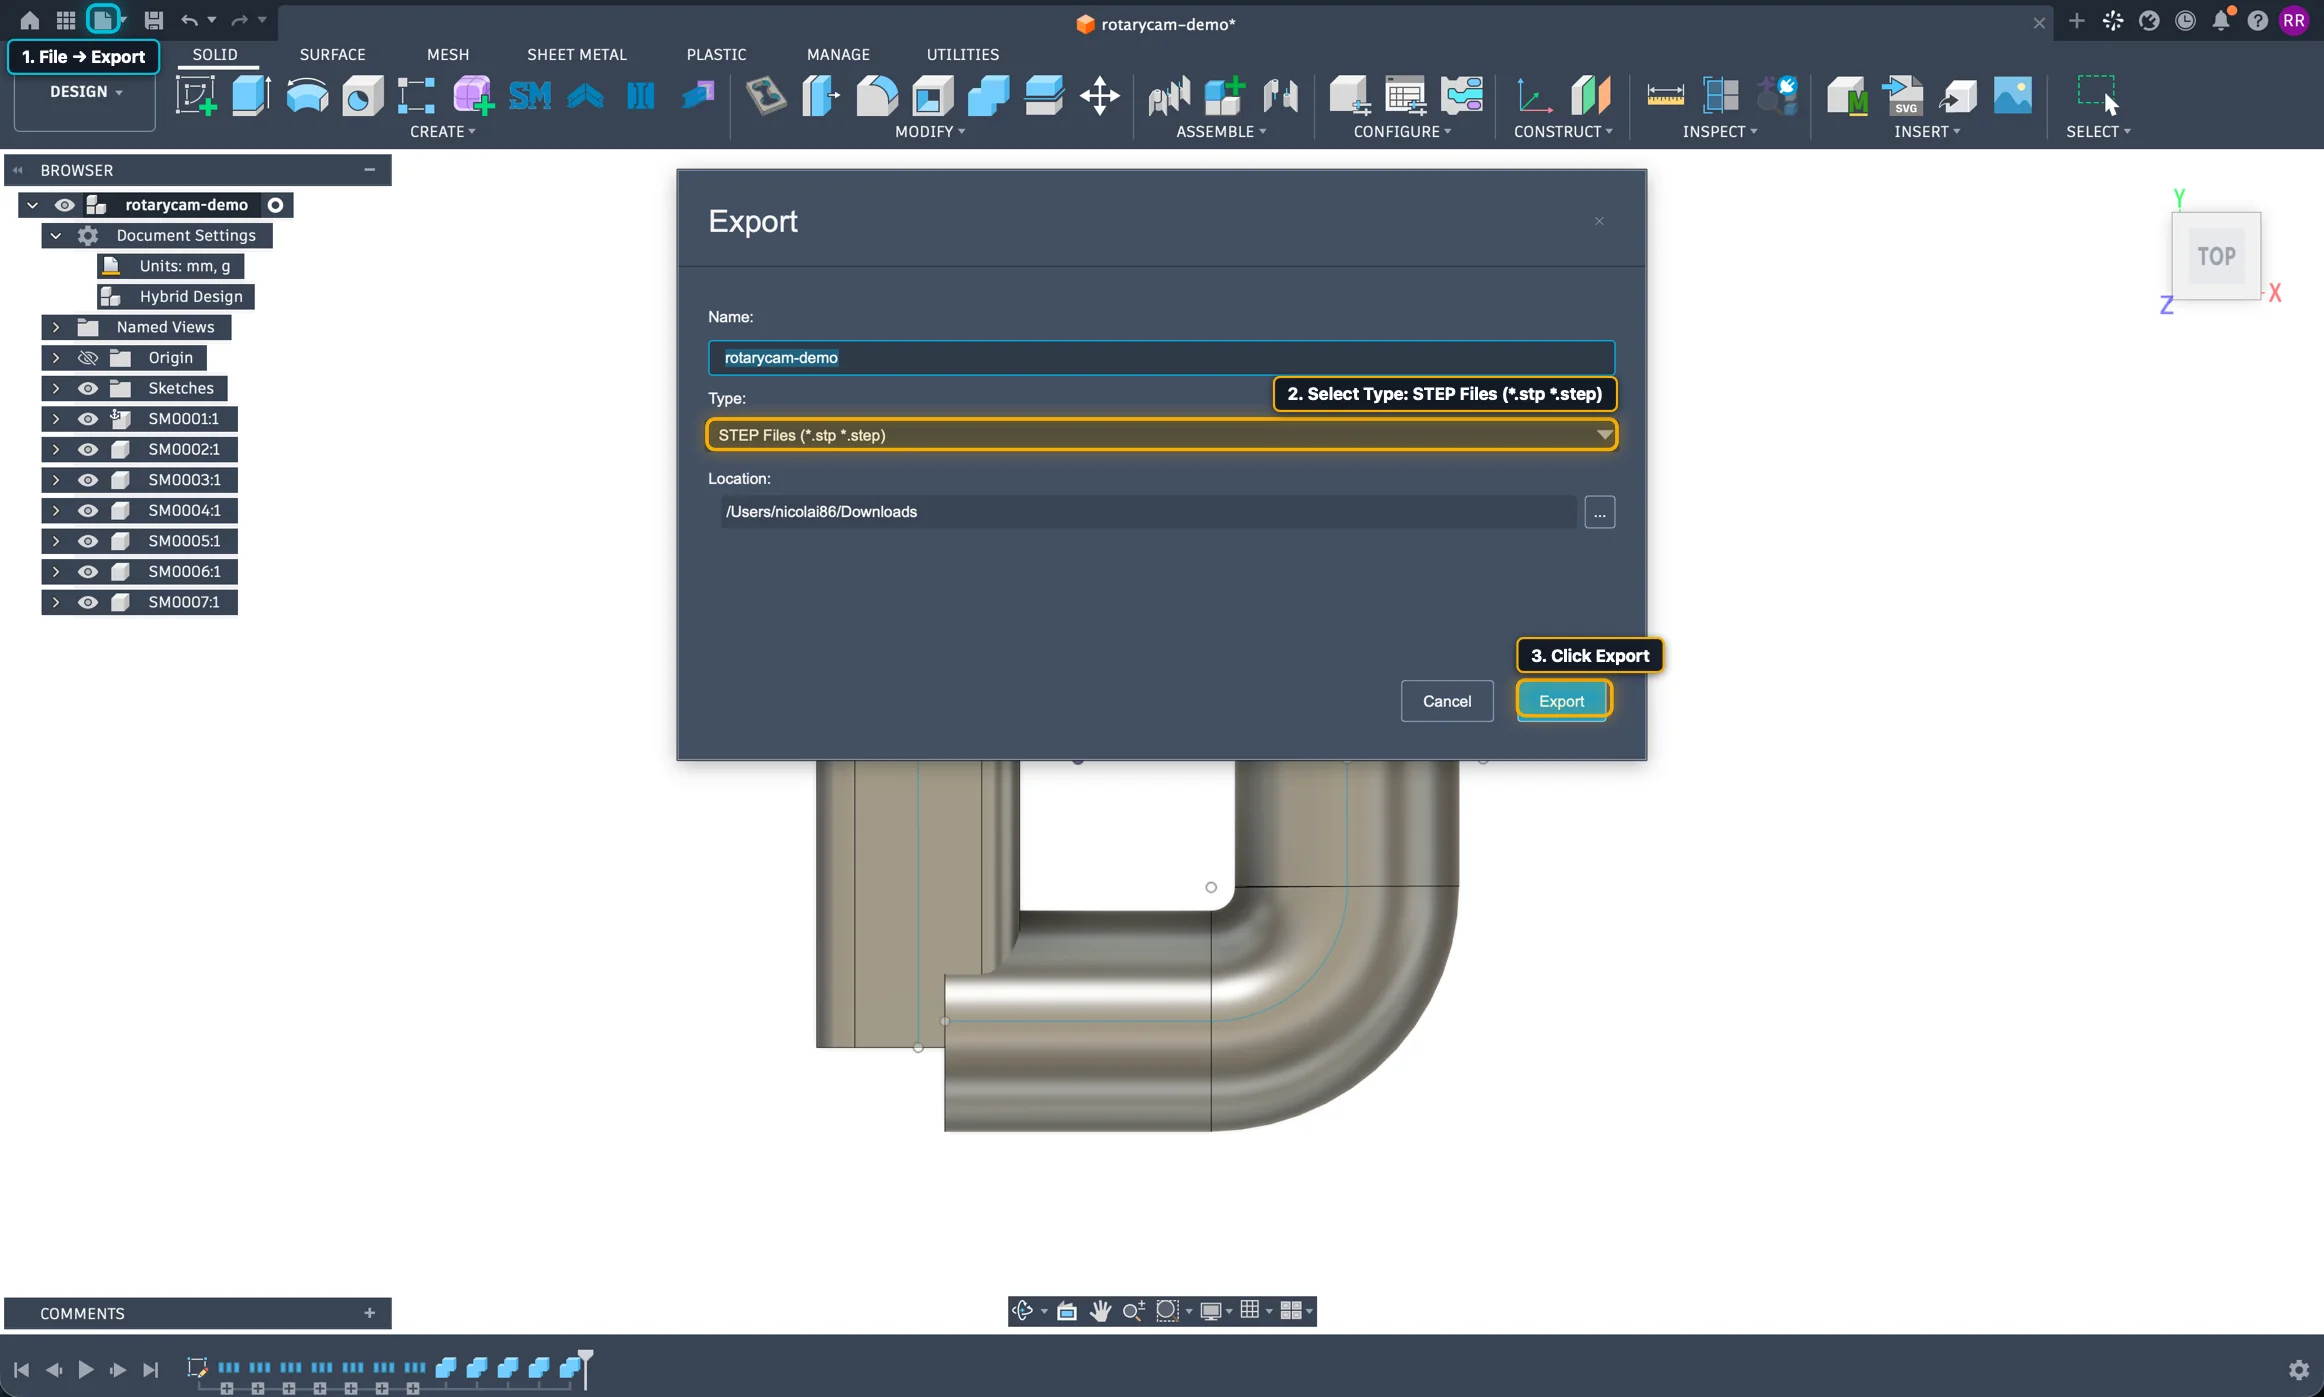 rotarycam-demo*
RR
1. File → Export
SOLID
SURFACE
MESH
SHEET METAL
PLASTIC
MANAGE
UTILITIES
DESIGN
SM
M
SVG
CREATE
MODIFY
ASSEMBLE
CONFIGURE
CONSTRUCT
INSPECT
INSERT
SELECT
BROWSER
rotarycam-demo
Document Settings
Units: mm, g
Hybrid Design
Named Views
Origin
Sketches
SM0001:1
SM0002:1
SM0003:1
SM0004:1
SM0005:1
SM0006:1
SM0007:1
Export
Name:
rotarycam-demo
Type:
2. Select Type: STEP Files (*.stp *.step)
STEP Files (*.stp *.step)
Location:
/Users/nicolai86/Downloads
...
3. Click Export
Cancel
Export
Y
TOP
X
Z
COMMENTS